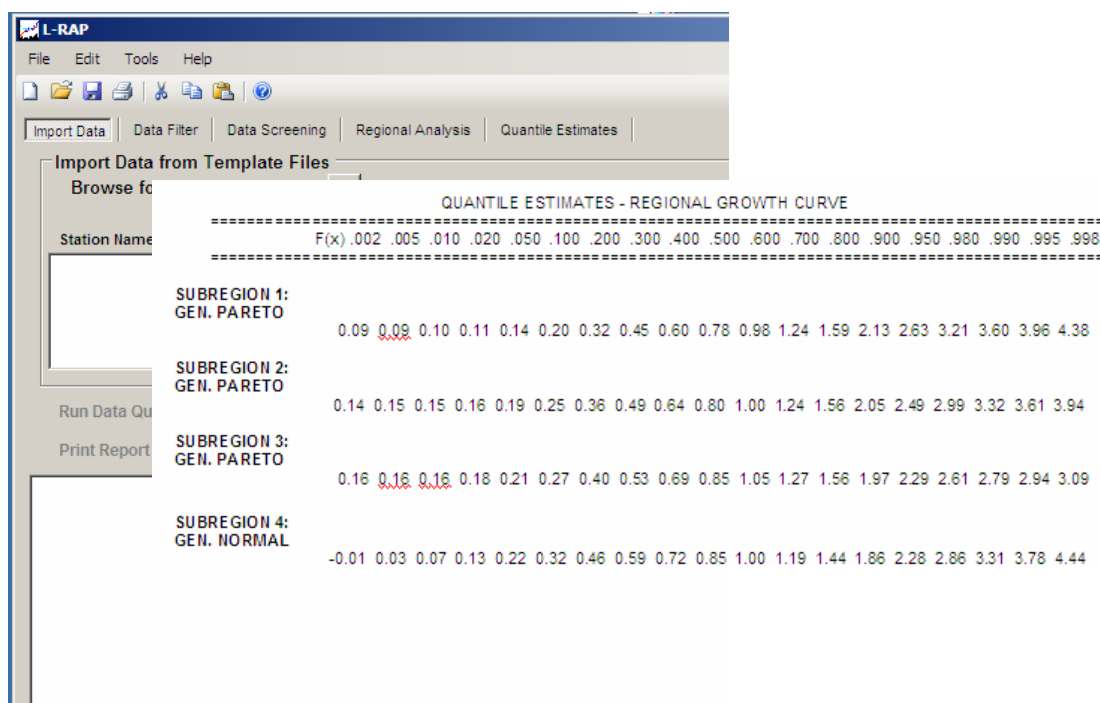 L-RAP
File Edit Tools Help
Import Data Data Filter Data Screening Regional Analysis Quantile Estimates
Import Data from Template Files
Browse fo
Station Name
Run Data Qu
Print Report
QUANTILE ESTIMATES - REGIONAL GROWTH CURVE
F(x) .002 .005 .010 .020 .050 .100 .200 .300 .400 .500 .600 .700 .800 .900 .950 .980 .990 .995 .998
SUBREGION 1:
GEN. PARETO
0.09 0.09 0.10 0.11 0.14 0.20 0.32 0.45 0.60 0.78 0.98 1.24 1.59 2.13 2.63 3.21 3.60 3.96 4.38
SUBREGION 2:
GEN. PARETO
0.14 0.15 0.15 0.16 0.19 0.25 0.36 0.49 0.64 0.80 1.00 1.24 1.56 2.05 2.49 2.99 3.32 3.61 3.94
SUBREGION 3:
GEN. PARETO
0.16 0.16 0.16 0.18 0.21 0.27 0.40 0.53 0.69 0.85 1.05 1.27 1.56 1.97 2.29 2.61 2.79 2.94 3.09
SUBREGION 4:
GEN. NORMAL
-0.01 0.03 0.07 0.13 0.22 0.32 0.46 0.59 0.72 0.85 1.00 1.19 1.44 1.86 2.28 2.86 3.31 3.78 4.44